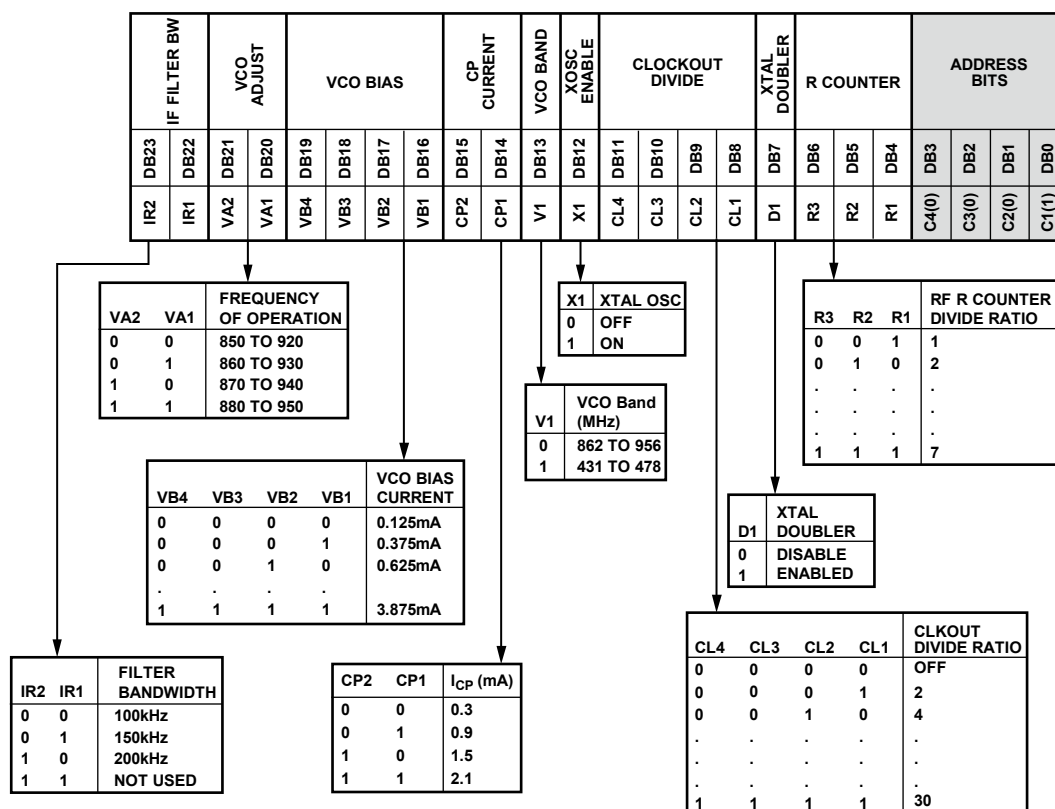 IF FILTER BW
VCO ADJUST
VCO BIAS
CP CURRENT
VCO BAND
XOSC ENABLE
CLOCKOUT DIVIDE
XTAL DOUBLER
R COUNTER
ADDRESS BITS
DB23 DB22 DB21 DB20 DB19 DB18 DB17 DB16 DB15 DB14 DB13 DB12 DB11 DB10 DB9 DB8 DB7 DB6 DB5 DB4 DB3 DB2 DB1 DB0
IR2 IR1 VA2 VA1 VB4 VB3 VB2 VB1 CP2 CP1 V1 X1 CL4 CL3 CL2 CL1 D1 R3 R2 R1 C4(0) C3(0) C2(0) C1(1)
VA2 VA1 FREQUENCY OF OPERATION
0 0 850 TO 920
0 1 860 TO 930
1 0 870 TO 940
1 1 880 TO 950
X1 XTAL OSC
0 OFF
1 ON
R3 R2 R1 RF R COUNTER DIVIDE RATIO
0 0 1 1
0 1 0 2
. . . .
. . . .
. . . .
1 1 1 7
V1 VCO Band (MHz)
0 862 TO 956
1 431 TO 478
VB4 VB3 VB2 VB1 VCO BIAS CURRENT
0 0 0 0 0.125mA
0 0 0 1 0.375mA
0 0 1 0 0.625mA
. . . .
1 1 1 1 3.875mA
D1 XTAL DOUBLER
0 DISABLE
1 ENABLED
IR2 IR1 FILTER BANDWIDTH
0 0 100kHz
0 1 150kHz
1 0 200kHz
1 1 NOT USED
CP2 CP1 ICP (mA)
0 0 0.3
0 1 0.9
1 0 1.5
1 1 2.1
CL4 CL3 CL2 CL1 CLKOUT DIVIDE RATIO
0 0 0 0 OFF
0 0 0 1 2
0 0 1 0 4
. . . . .
. . . . .
. . . . .
1 1 1 1 30